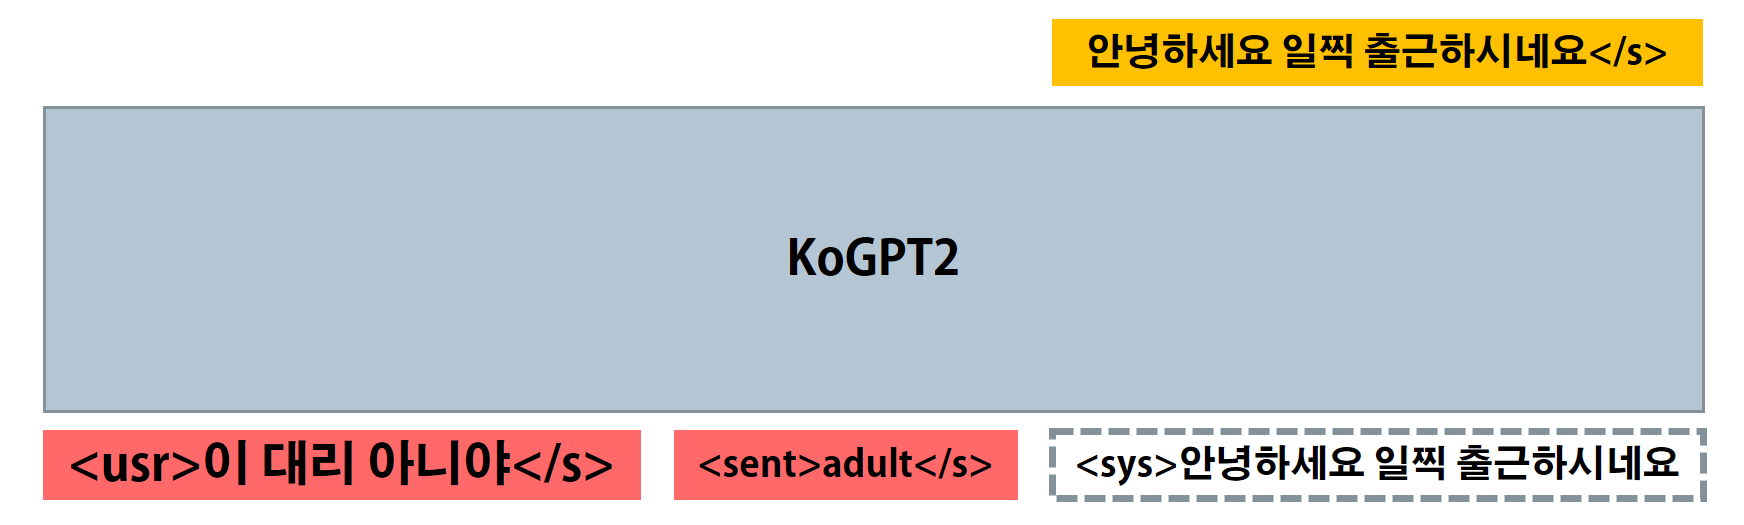 안녕하세요 일찍 출근하시네요</s>
KoGPT2
<usr>이 대리 아니야</s>
<sent>adult</s>
<sys>안녕하세요 일찍 출근하시네요